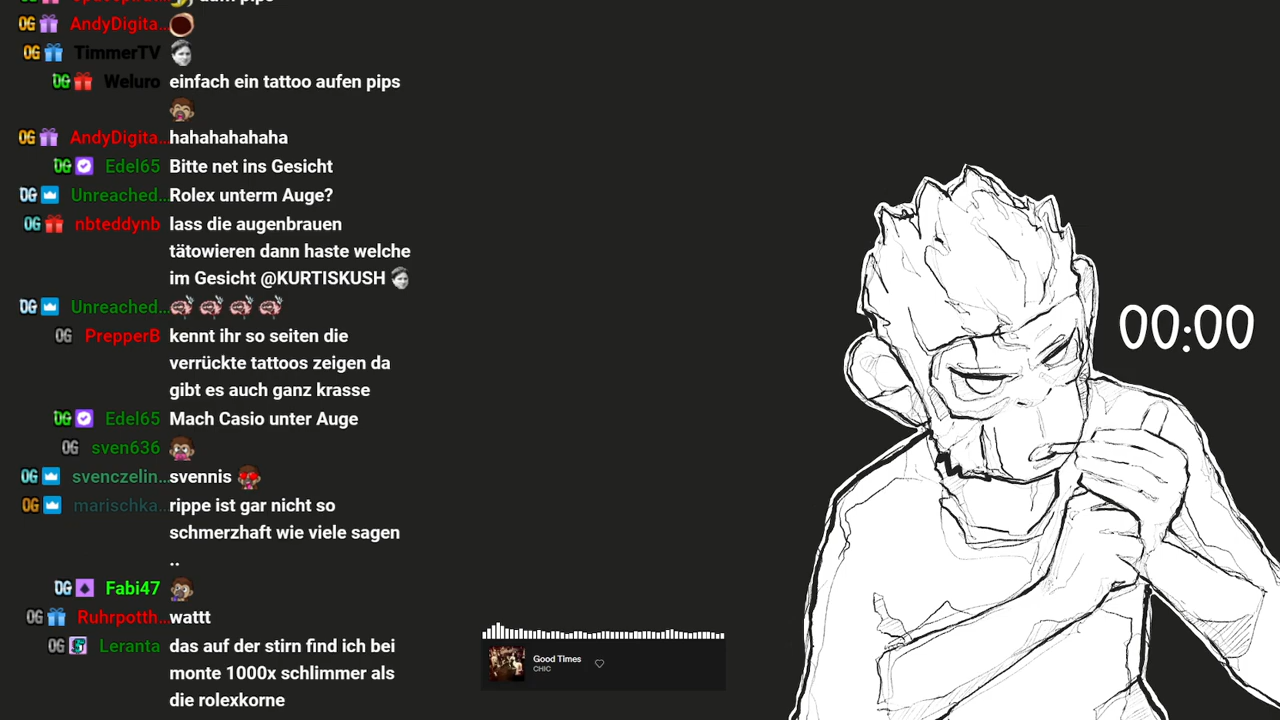 AndyDigita...
TimmerTV
Weluro einfach ein tattoo aufen pips
AndyDigita... hahahahahaha
Edel65 Bitte net ins Gesicht
Unreached... Rolex unterm Auge?
nbteddynb lass die augenbrauen
tätowieren dann haste welche
im Gesicht @KURTISKUSH
Unreached...
PrepperB kennt ihr so seiten die
verrückte tattoos zeigen da
gibt es auch ganz krasse
Edel65 Mach Casio unter Auge
sven636
svenczelin... svennis
marischka... rippe ist gar nicht so
schmerzhaft wie viele sagen
..
Fabi47
Ruhrpotth... wattt
Leranta das auf der stirn find ich bei
monte 1000x schlimmer als
die rolexkorne
00:00
Good Times
CHIC